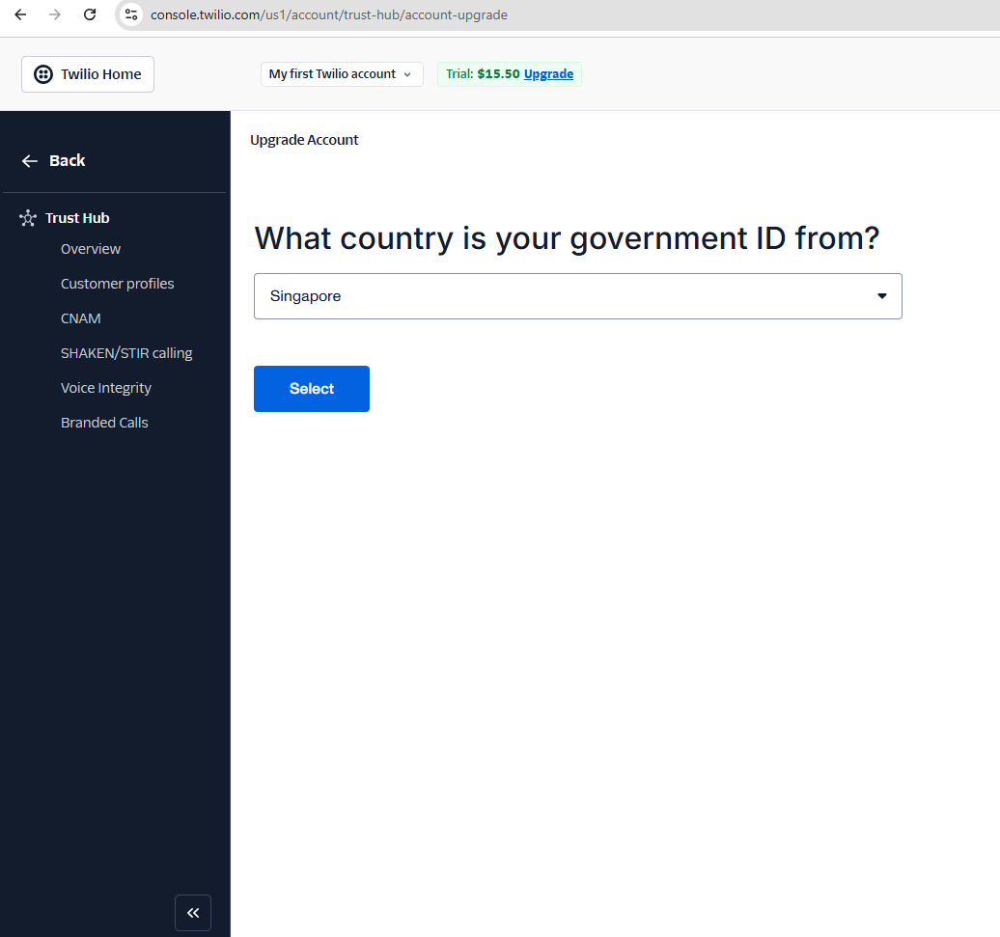 console.twilio.com/us1/account/trust-hub/account-upgrade
Twilio Home
My first Twilio account
Trial: $15.50 Upgrade
Back
Upgrade Account
Trust Hub
Overview
Customer profiles
CNAM
SHAKEN/STIR calling
Voice Integrity
Branded Calls
What country is your government ID from?
Singapore
Select